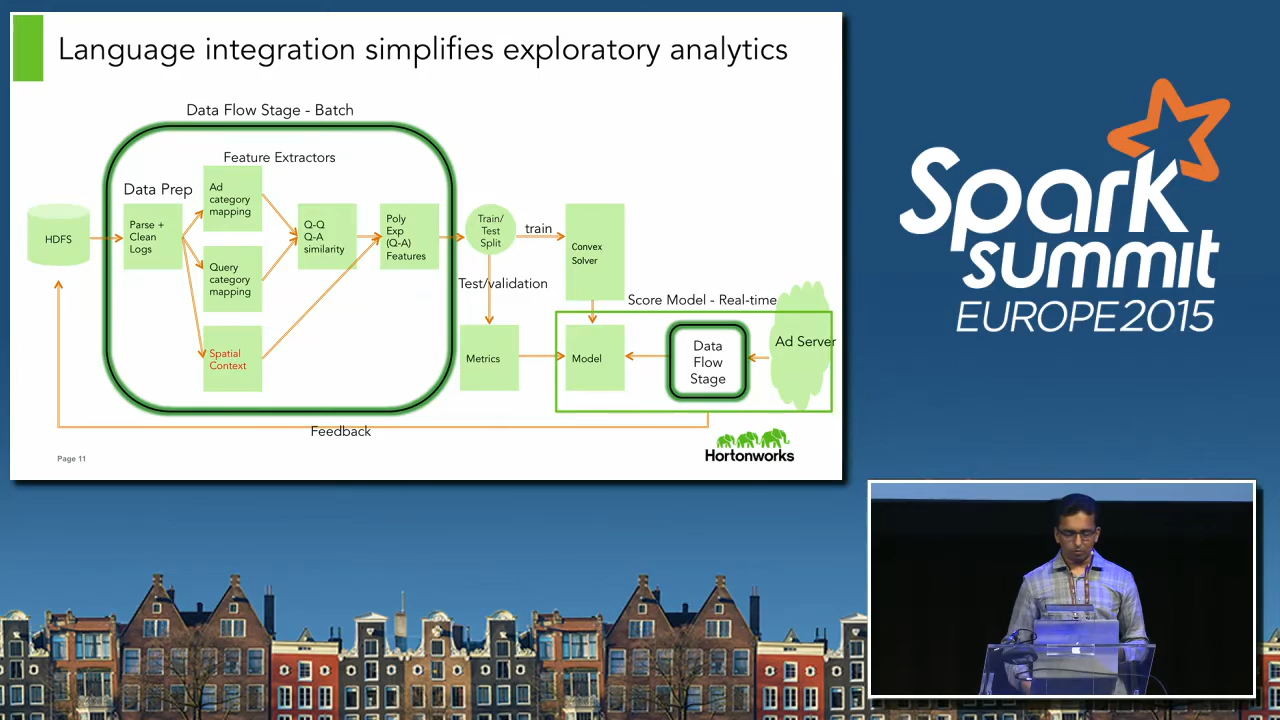 Language integration simplifies exploratory analytics
Data Flow Stage - Batch
Feature Extractors
Data Prep
HDFS
Parse +
Clean
Logs
Ad
category
mapping
Query
category
mapping
Spatial
Context
Q-Q
Q-A
similarity
Poly
Exp
(Q-A)
Features
Train/
Test
Split
train
Convex
Solver
Test/validation
Score Model - Real-time
Metrics
Model
Data
Flow
Stage
Ad Server
Feedback
Hortonworks
Page 11
Spark
summit
EUROPE 2015